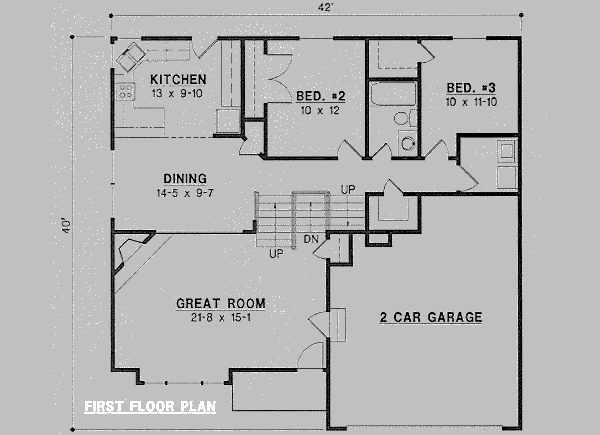 42'
KITCHEN
13 x 9-10
BED. #2
10 x 12
BED. #3
10 x 11-10
DINING
14-5 x 9-7
UP
40'
DN
UP
GREAT ROOM
21-8 x 15-1
2 CAR GARAGE
FIRST FLOOR PLAN